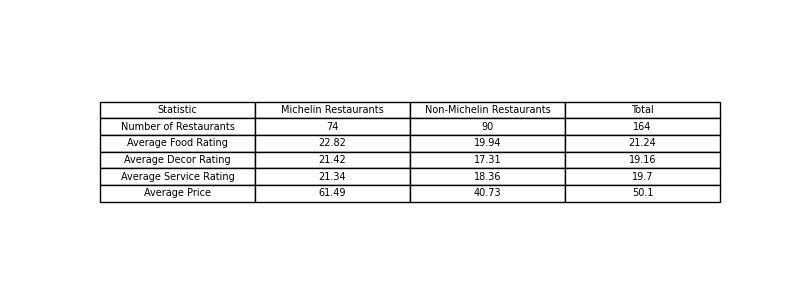 Statistic Michelin Restaurants Non-Michelin Restaurants Total
Number of Restaurants 74 90 164
Average Food Rating 22.82 19.94 21.24
Average Decor Rating 21.42 17.31 19.16
Average Service Rating 21.34 18.36 19.7
Average Price 61.49 40.73 50.1